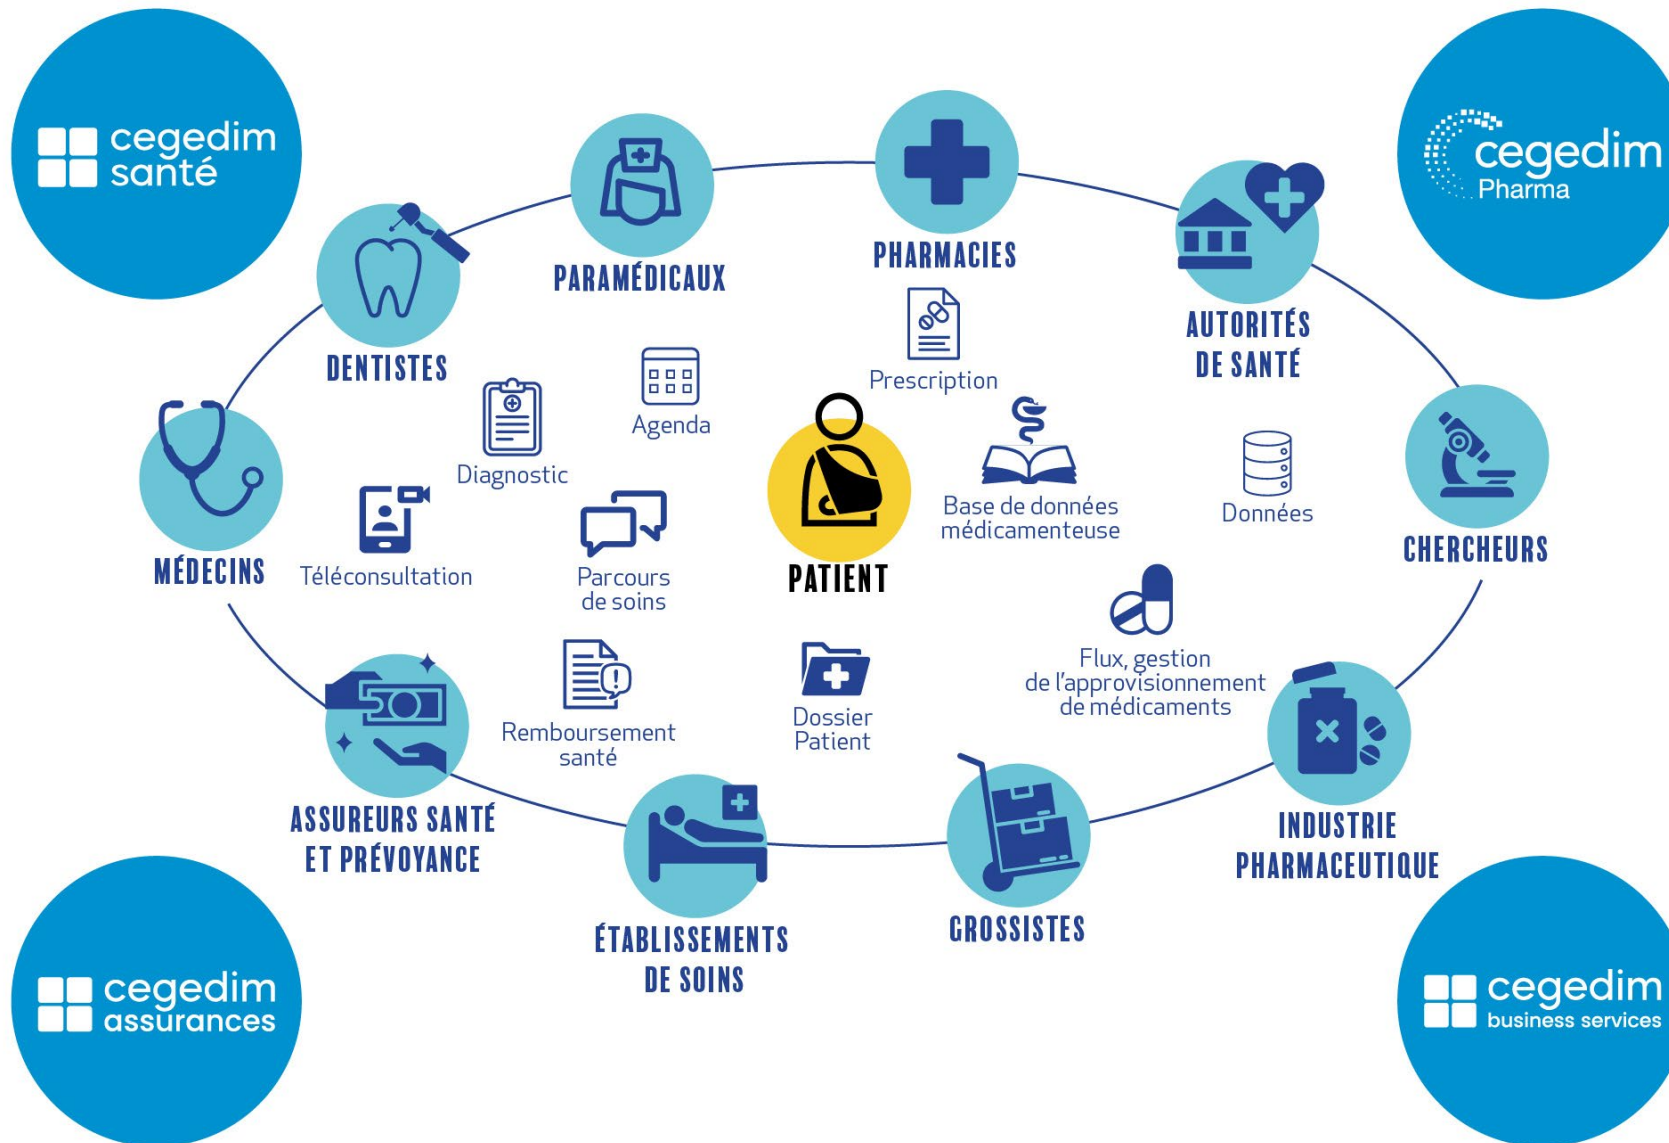 cegedim
santé
cegedim
Pharma
PARAMÉDICAUX
PHARMACIES
DENTISTES
AUTORITÉS
DE SANTÉ
Prescription
Agenda
Diagnostic
Base de données
médicamenteuse
Données
MÉDECINS
CHERCHEURS
Téléconsultation
Parcours
de soins
PATIENT
Flux, gestion
de l'approvisionnement
de médicaments
Remboursement
santé
Dossier
Patient
ASSUREURS SANTÉ
ET PRÉVOYANCE
INDUSTRIE
PHARMACEUTIQUE
ÉTABLISSEMENTS
DE SOINS
GROSSISTES
cegedim
assurances
cegedim
business services